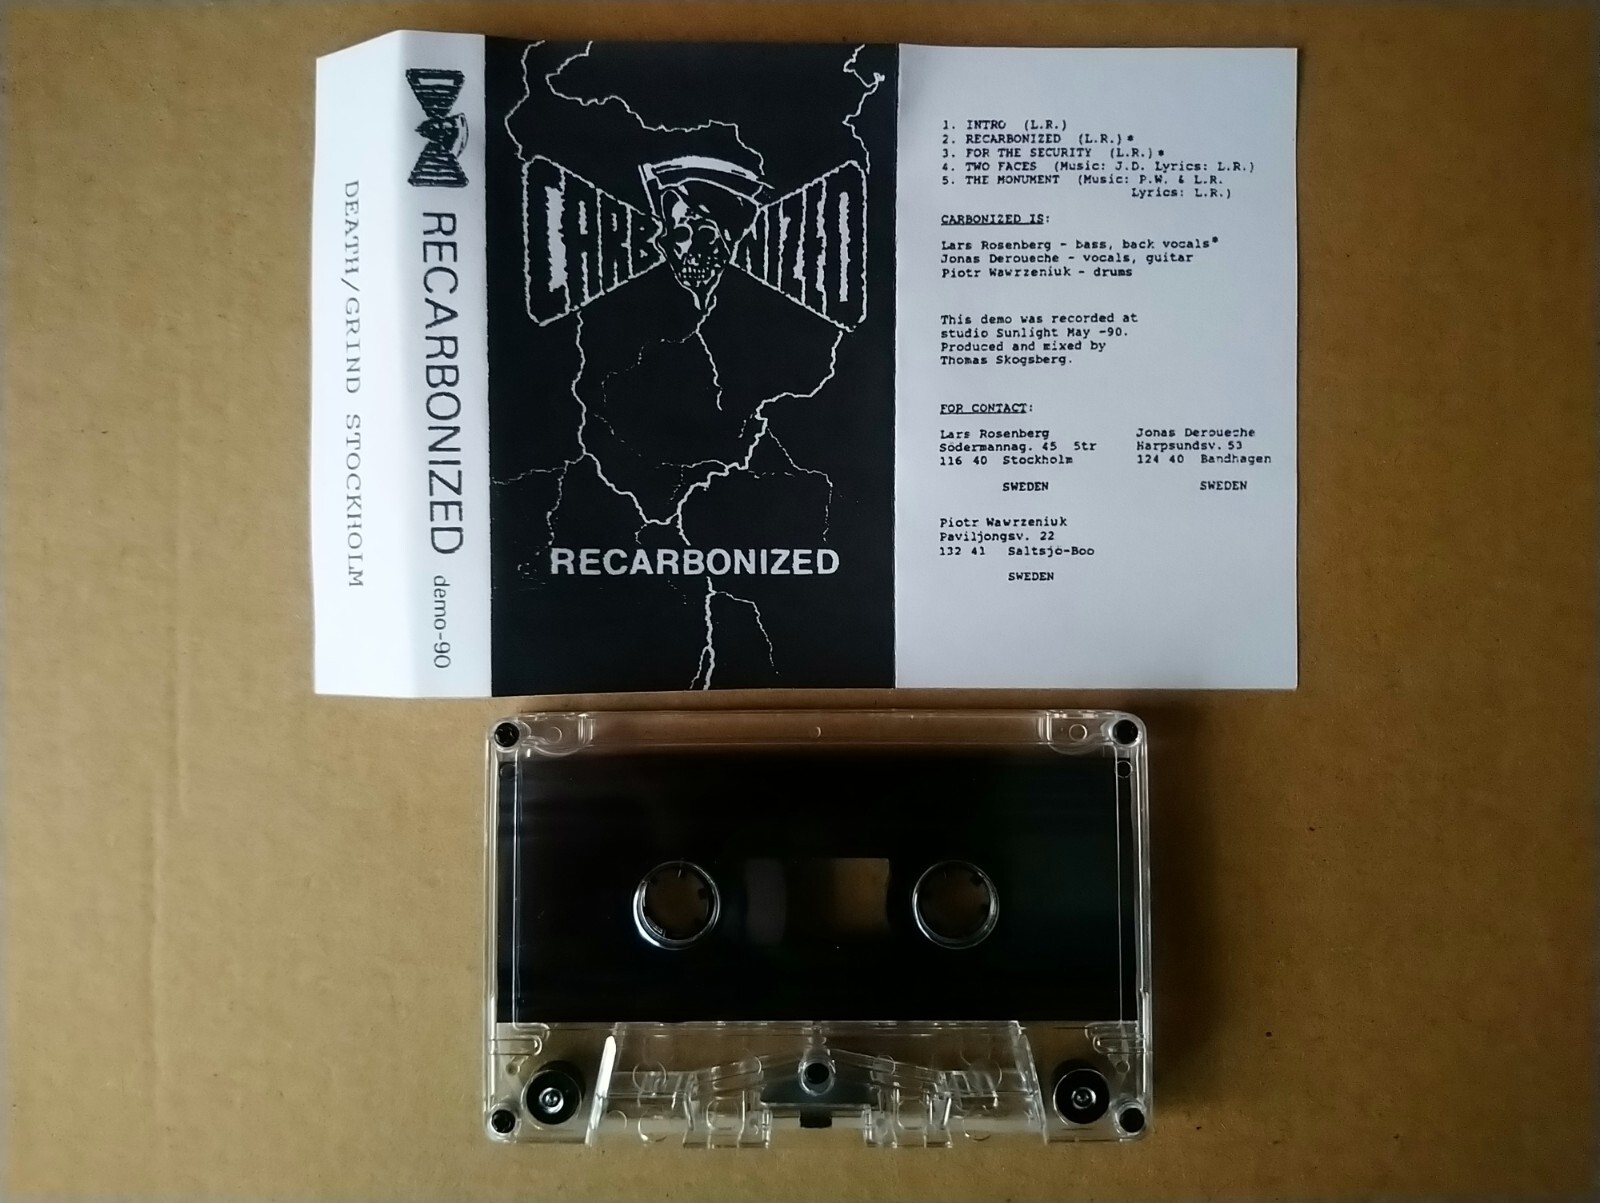 CARBONIZED
RECARBONIZED
demo-90
DEATH/GRIND STOCKHOLM
CARBONIZED
RECARBONIZED
1. INTRO (L.R.)
2. RECARBONIZED (L.R.)*
3. FOR THE SECURITY (L.R.)*
4. TWO FACES (Music: J.D. Lyrics: L.R.)
5. THE MONUMENT (Music: P.W. & L.R.
Lyrics: L.R.)
CARBONIZED IS:
Lars Rosenberg - bass, back vocals*
Jonas Deroueche - vocals, guitar
Piotr Wawrzeniuk - drums
This demo was recorded at
studio Sunlight May -90.
Produced and mixed by
Thomas Skogsberg.
FOR CONTACT:
Lars Rosenberg
Södermannag. 45 5tr
116 40 Stockholm
SWEDEN
Jonas Deroueche
Harpsundsv. 53
124 40 Bandhagen
SWEDEN
Piotr Wawrzeniuk
Paviljongsv. 22
132 41 Saltsjö-Boo
SWEDEN